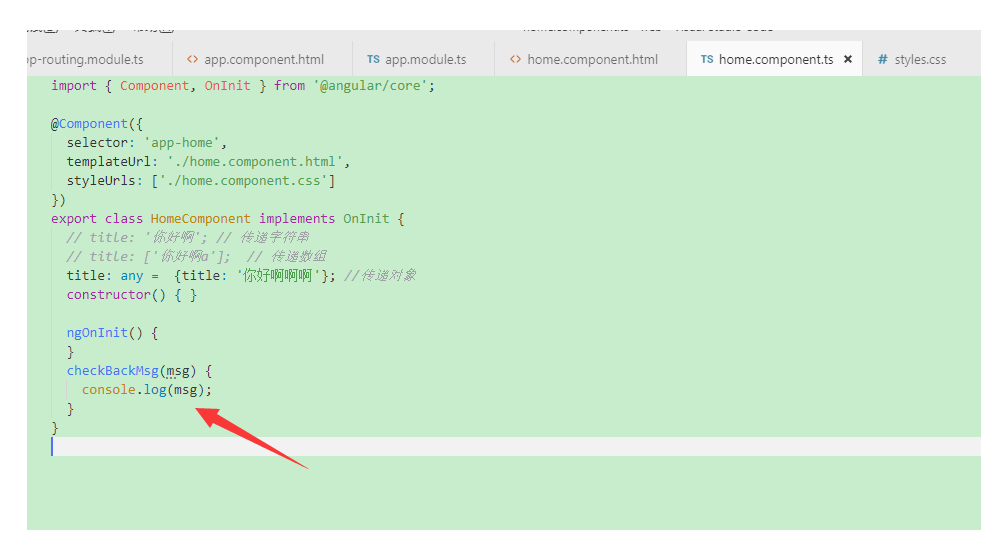 p-routing.module.ts <> app.component.html TS app.module.ts <> home.component.html TS home.component.ts × # styles.css
import { Component, OnInit } from '@angular/core';
@Component({
selector: 'app-home',
templateUrl: './home.component.html',
styleUrls: ['./home.component.css']
})
export class HomeComponent implements OnInit {
// title: '你好啊'; // 传递字符串
// title: ['你好啊a'];  // 传递数组
title: any =  {title: '你好啊啊啊'}; //传递对象
constructor() { }
ngOnInit() {
}
checkBackMsg(msg) {
console.log(msg);
}
}